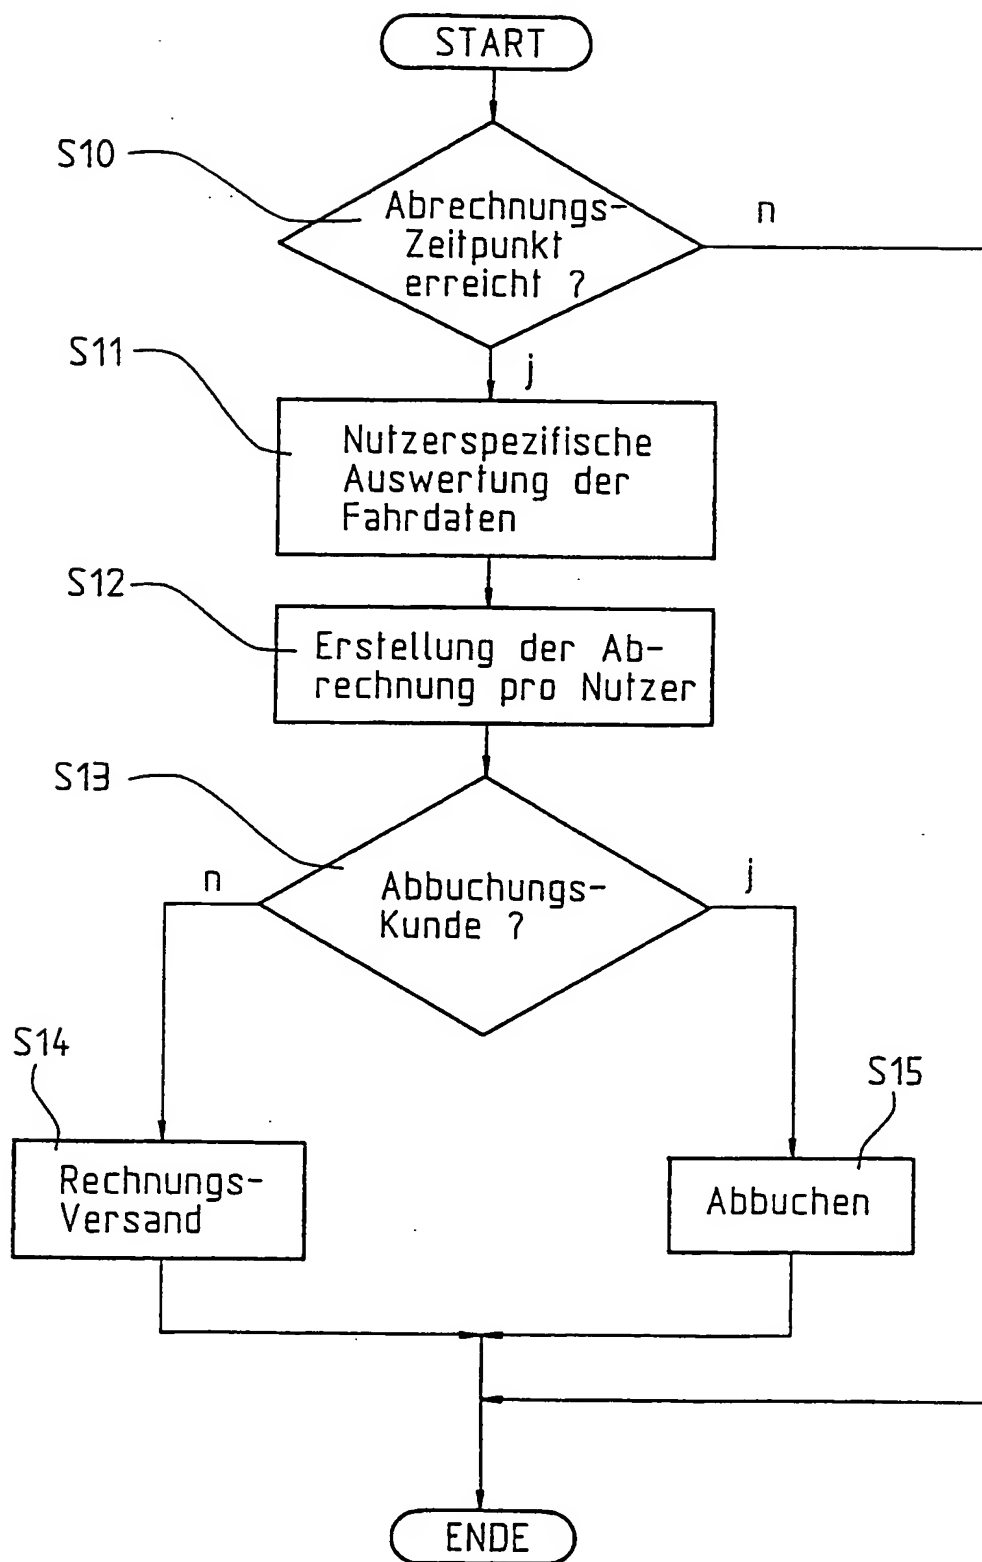 START
S10
Abrechnungs-
Zeitpunkt
erreicht ?
n
S11
j
Nutzerspezifische
Auswertung der
Fahrdaten
S12
Erstellung der Ab-
rechnung pro Nutzer
S13
n
Abbuchungs-
Kunde ?
j
S14
S15
Rechnungs-
Versand
Abbuchen
ENDE